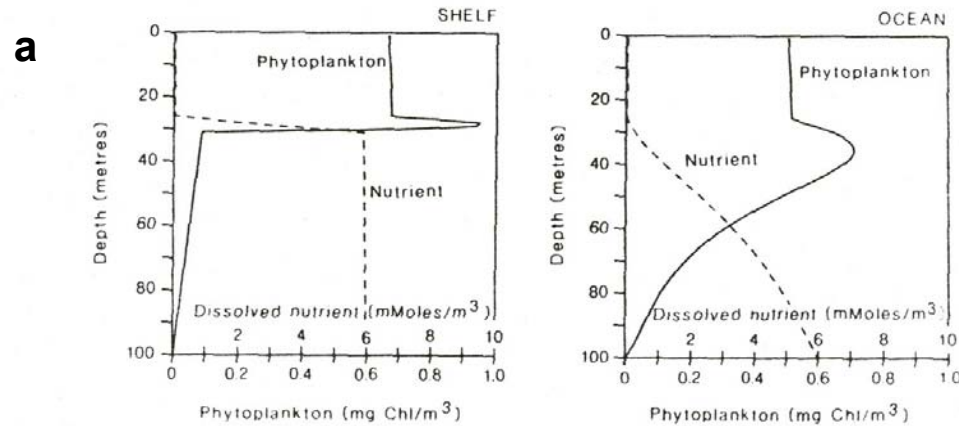 a
SHELF
0
20
40
60
80
100
Depth (metres)
Phytoplankton
Nutrient
Dissolved nutrient (mMoles/m³)
2 4 6 8 10
0 0.2 0.4 0.6 0.8 1.0
Phytoplankton (mg Chl/m³)
OCEAN
0
20
40
60
80
100
Depth (metres)
Phytoplankton
Nutrient
Dissolved nutrient (mMoles/m³)
2 4 6 8 10
0 0.2 0.4 0.6 0.8 1.0
Phytoplankton (mg Chl/m³)